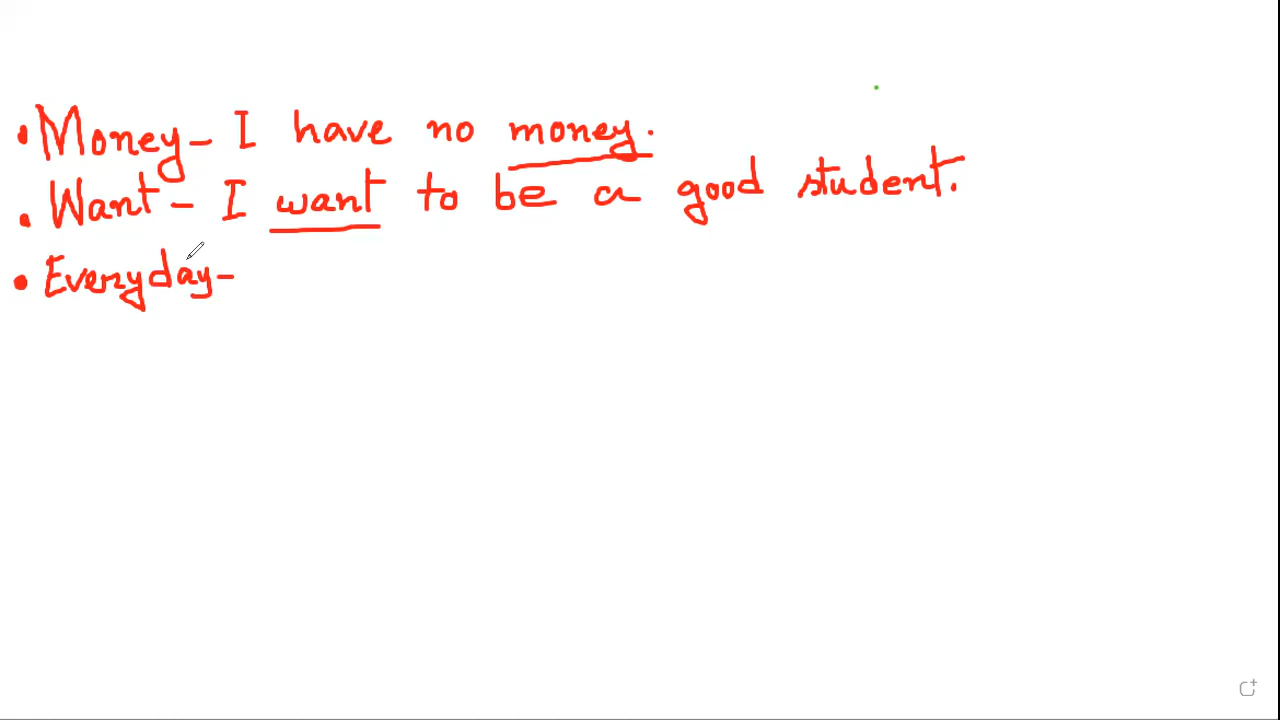 • Money - I have no money.
• Want - I want to be a good student.
• Everyday -